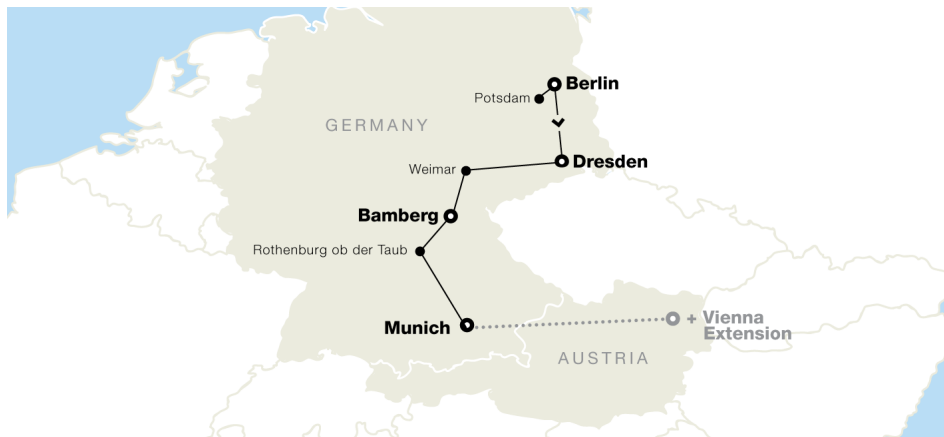 Berlin
Potsdam
GERMANY
Dresden
Weimar
Bamberg
Rothenburg ob der Taub
+ Vienna
Extension
Munich
AUSTRIA